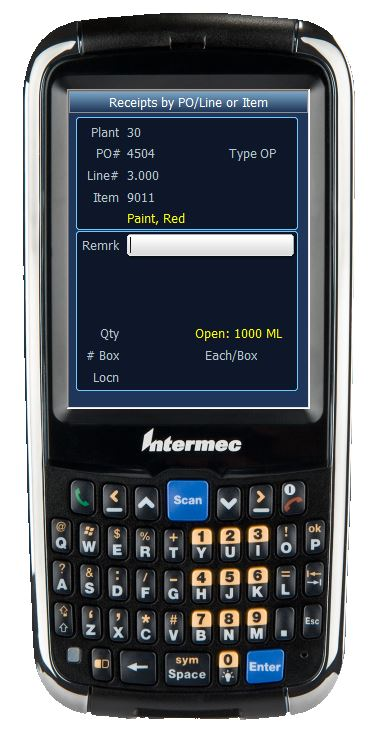 Receipts by PO/Line or Item
Plant 30
PO# 4504 Type OP
Line# 3.000
Item 9011
Paint, Red
Remrk
Qty Open: 1000 ML
# Box Each/Box
Locn
Intermec
Scan
@ $ % + 1 2 3 ! ok
Q W E R T Y U I O P
? & : / - 4 5 6 =
A S D F G H J K L
, ' * # 7 8 9
Z X C V B N M . Esc
sym 0
Space Enter